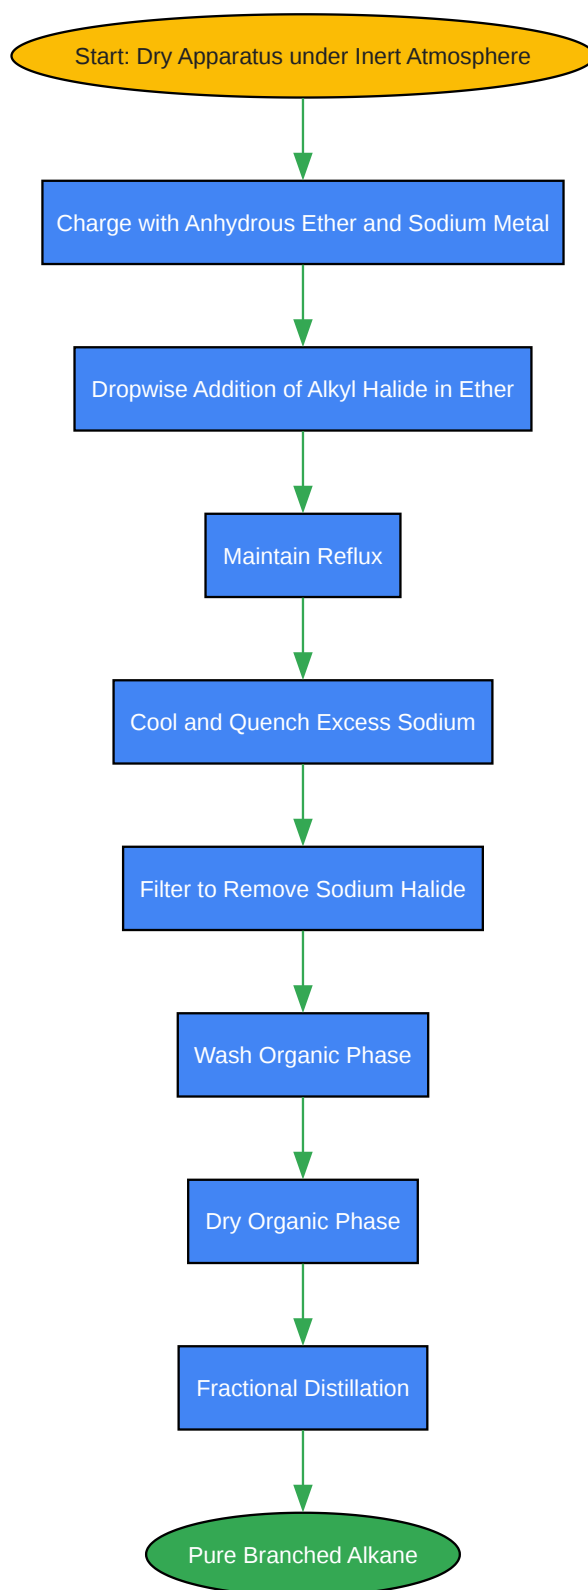 Start: Dry Apparatus under Inert Atmosphere
Charge with Anhydrous Ether and Sodium Metal
Dropwise Addition of Alkyl Halide in Ether
Maintain Reflux
Cool and Quench Excess Sodium
Filter to Remove Sodium Halide
Wash Organic Phase
Dry Organic Phase
Fractional Distillation
Pure Branched Alkane